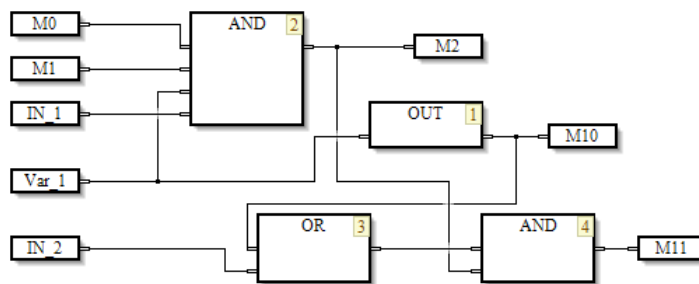 M0
AND 2
M2
M1
IN_1
OUT 1
M10
Var_1
IN_2
OR 3
AND 4
M11